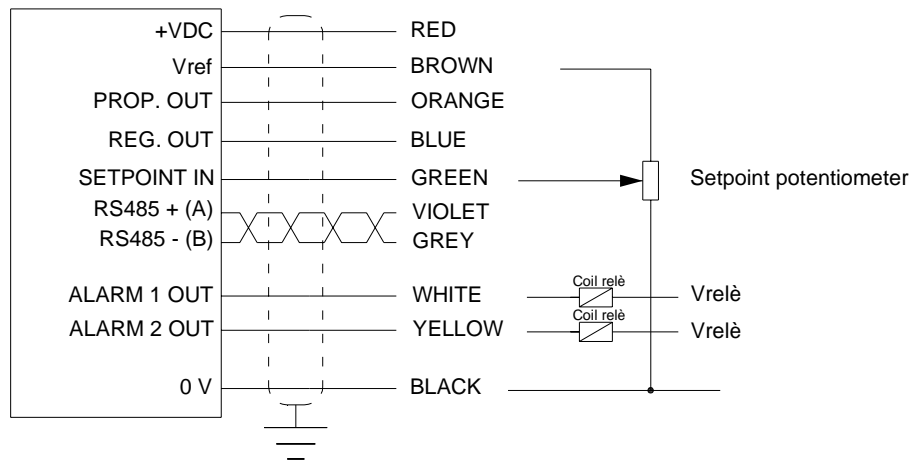 +VDC RED
Vref BROWN
PROP. OUT ORANGE
REG. OUT BLUE
SETPOINT IN GREEN Setpoint potentiometer
RS485 + (A) VIOLET
RS485 - (B) GREY
Coil relè
ALARM 1 OUT WHITE Vrelè
Coil relè
ALARM 2 OUT YELLOW Vrelè
0 V BLACK